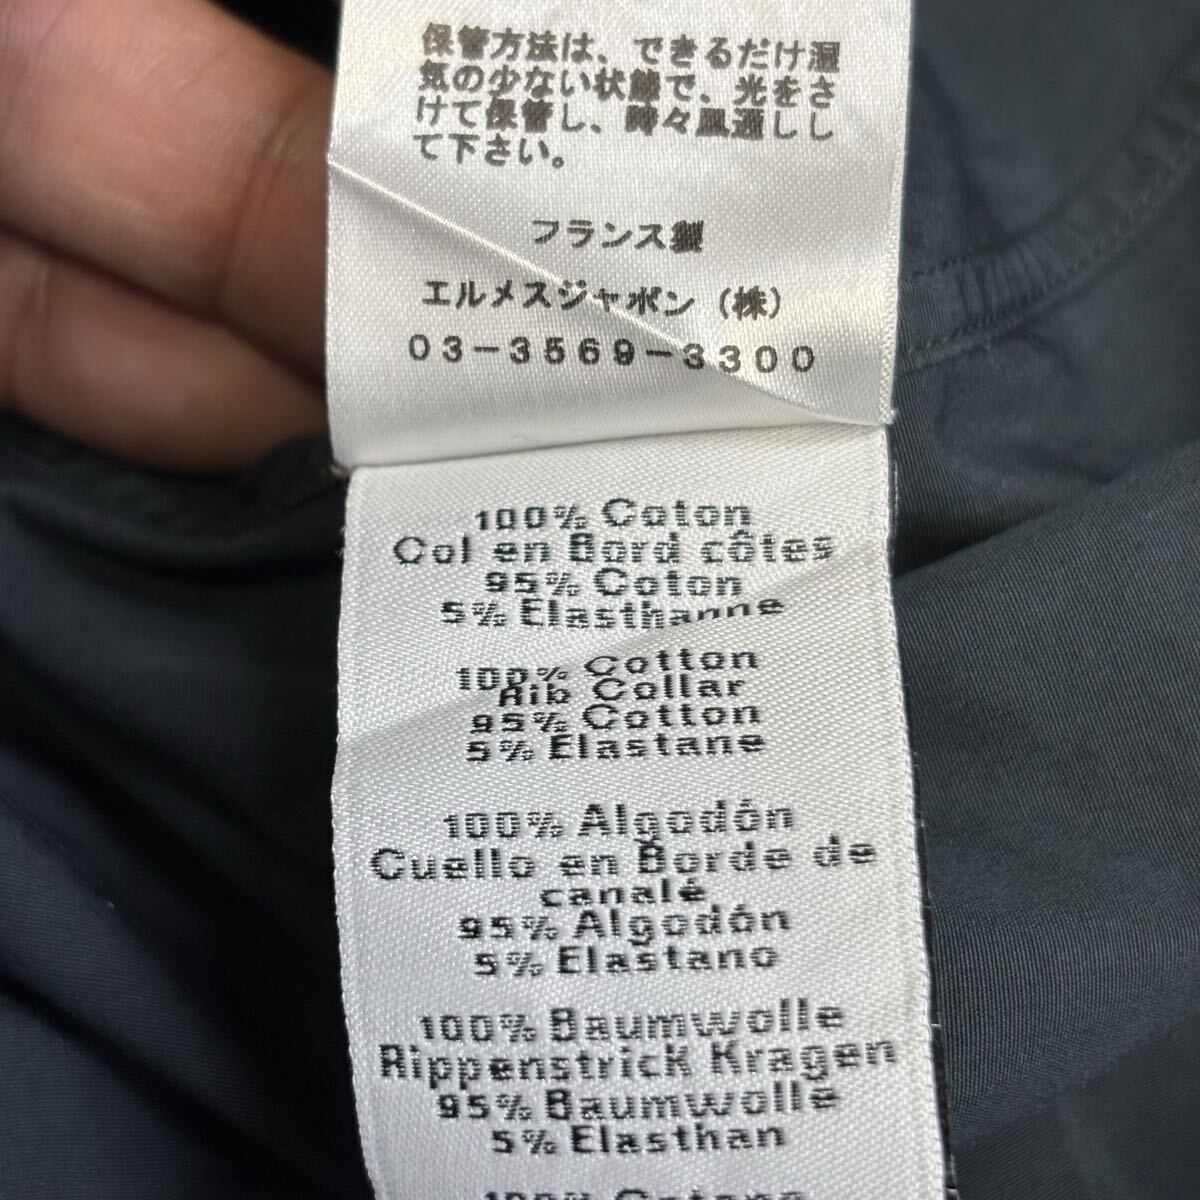 保管方法は、できるだけ湿
気の少ない状態で、光をさ
けて保管し、時々風通しし
て下さい。
フランス製
エルメスジャポン（株）
03-3569-3300
100% Coton
Col en Bord côtes
95% Coton
5% Elasthanne
100% Cotton
Rib Collar
95% Cotton
5% Elastane
100% Algodón
Cuello en Borde de
canalé
95% Algodón
5% Elastano
100% Baumwolle
Rippenstrick Kragen
95% Baumwolle
5% Elasthan
100% Cotone